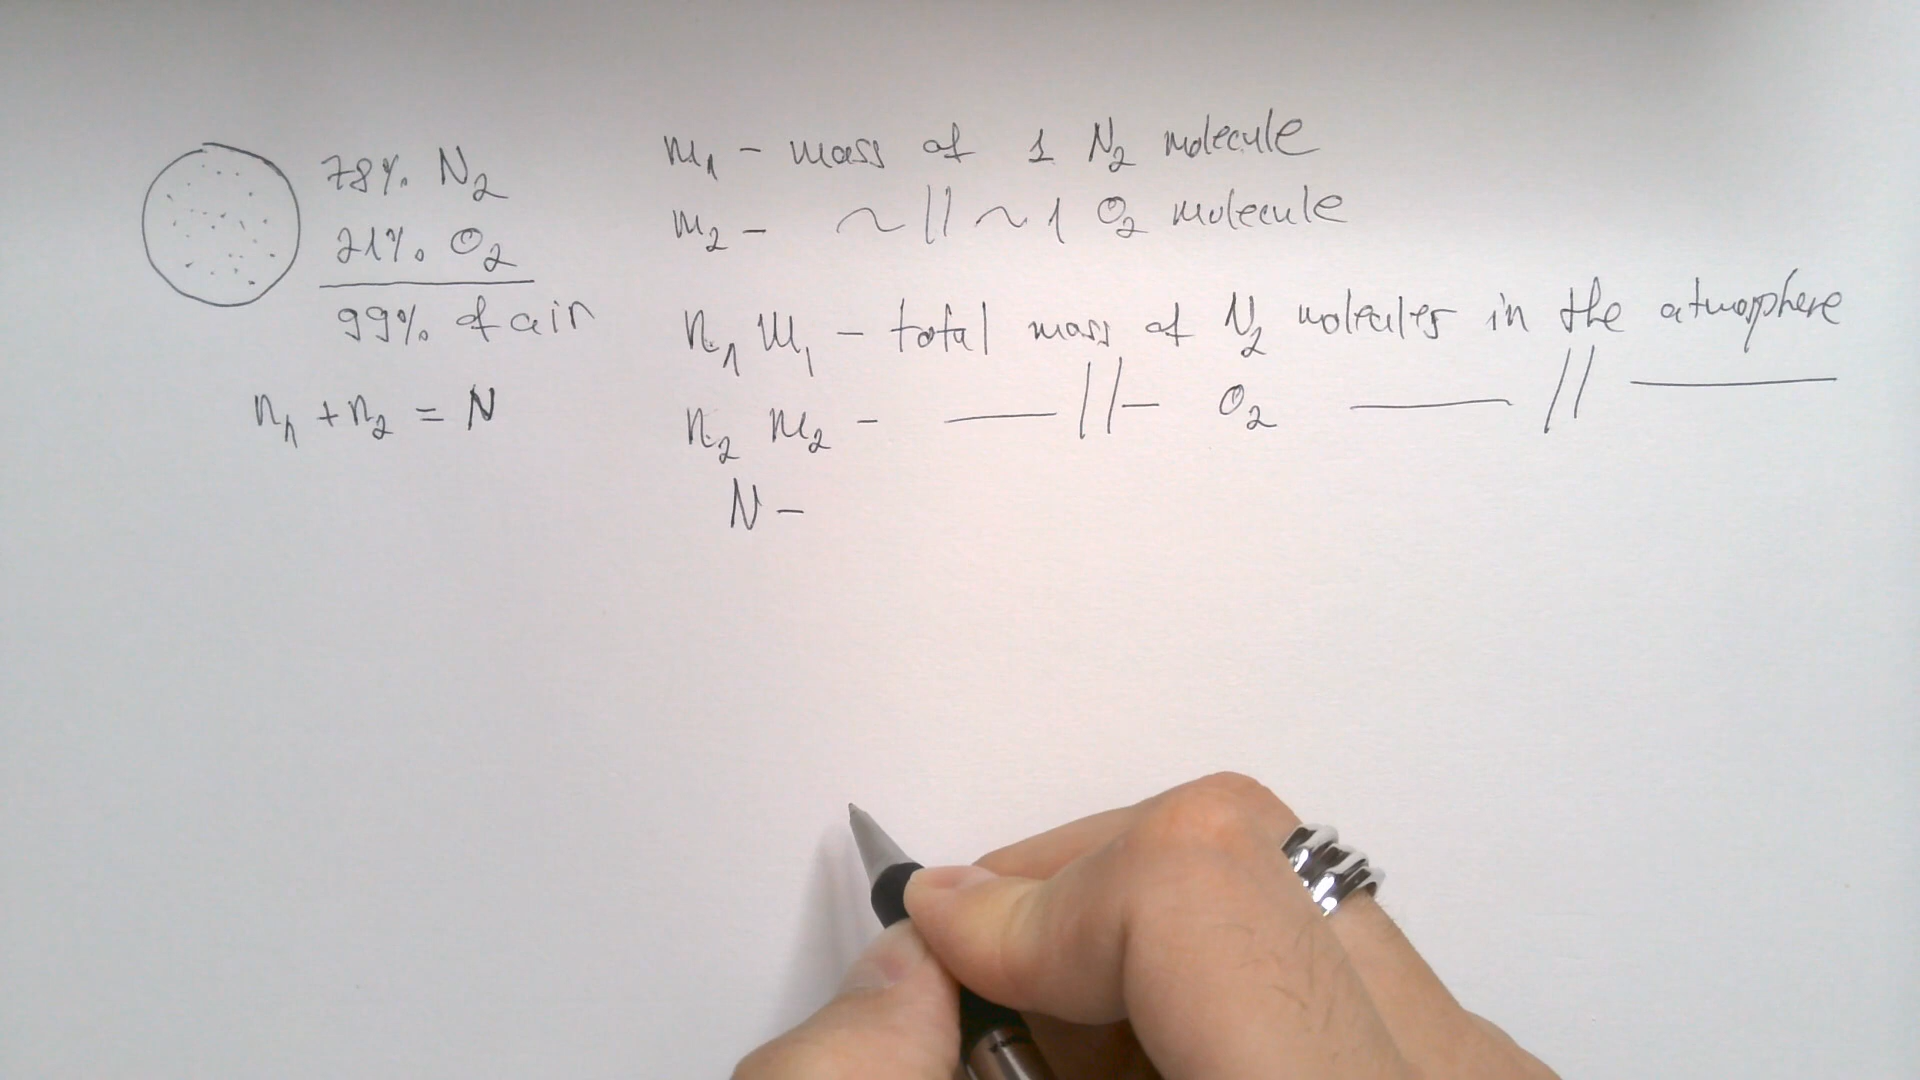 78% N₂
21% O₂
99% of air
n₁ + n₂ = N
m₁ - mass of 1 N₂ molecule
m₂ - ~ // ~ 1 O₂ molecule
n₁ m₁ - total mass of N₂ molecules in the atmosphere
n₂ m₂ - — // — O₂ — // —
N -